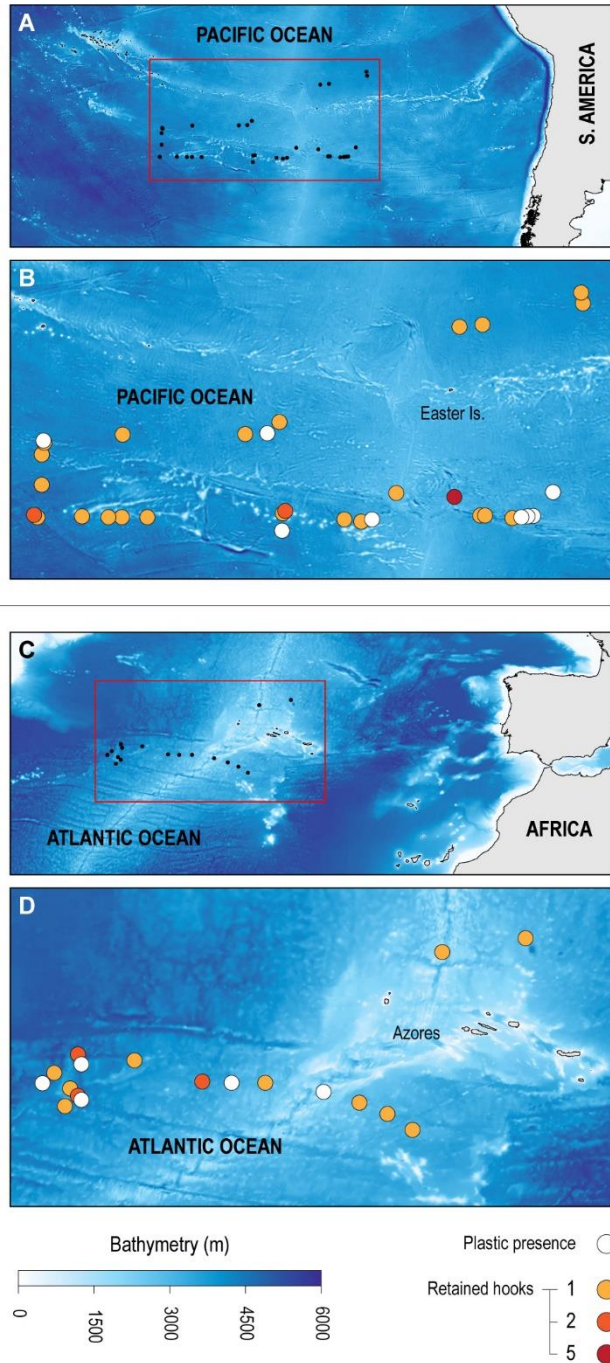 A
PACIFIC OCEAN
S. AMERICA
B
PACIFIC OCEAN
Easter Is.
C
ATLANTIC OCEAN
AFRICA
D
Azores
ATLANTIC OCEAN
Bathymetry (m)
0
1500
3000
4500
6000
Plastic presence
Retained hooks
1
2
5